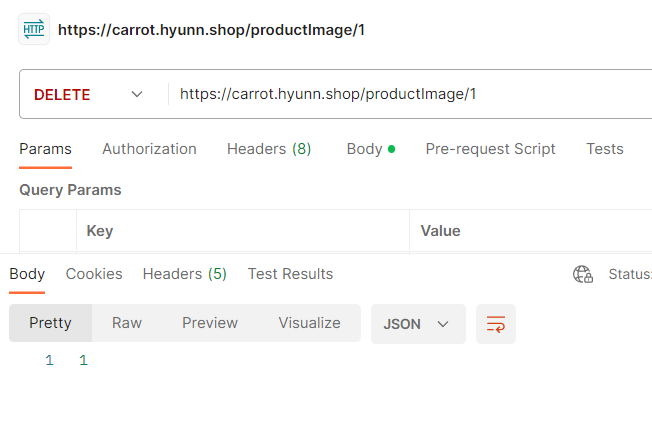 HTTP https://carrot.hyunn.shop/productImage/1
DELETE https://carrot.hyunn.shop/productImage/1
Params Authorization Headers (8) Body Pre-request Script Tests
Query Params
Key Value
Body Cookies Headers (5) Test Results Status:
Pretty Raw Preview Visualize JSON
1 1